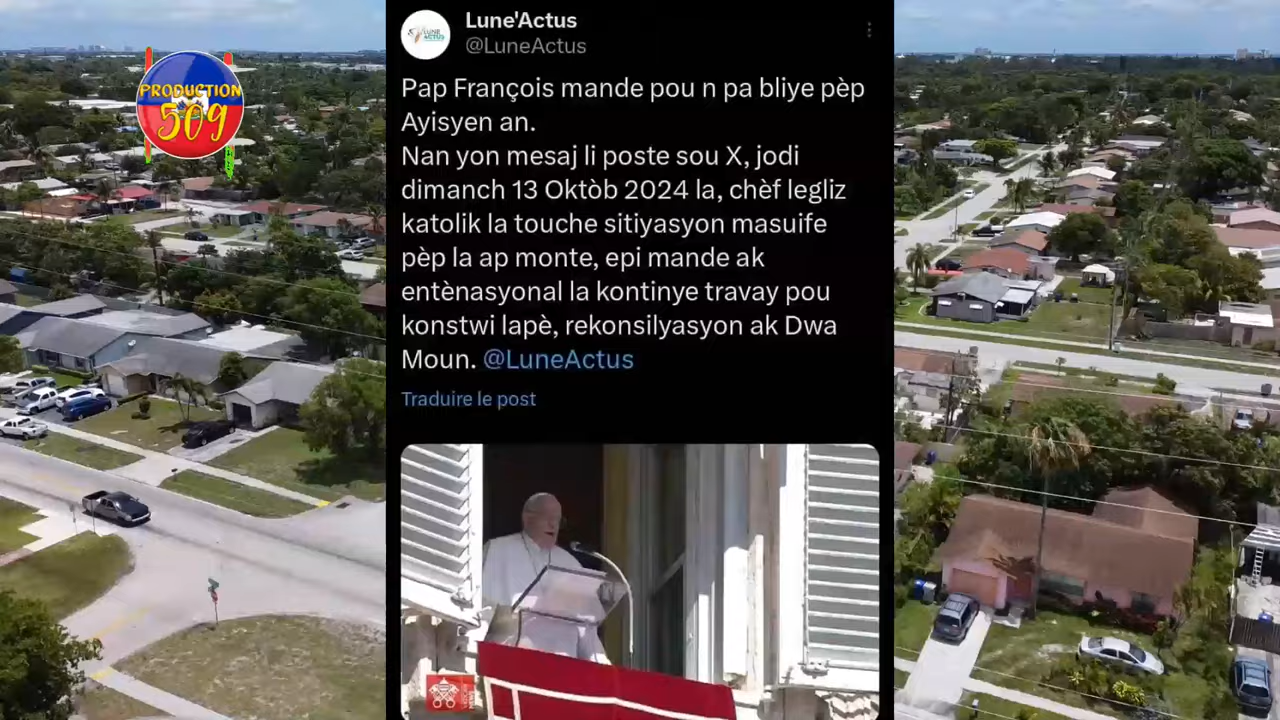 PRODUCTION
509
Lune'Actus
@LuneActus
Pap François mande pou n pa bliye pèp
Ayisyen an.
Nan yon mesaj li poste sou X, jodi
dimanch 13 Oktòb 2024 la, chèf legliz
katolik la touche sitiyasyon masuife
pèp la ap monte, epi mande ak
entènasyonal la kontinye travay pou
konstwi lapè, rekonsilyasyon ak Dwa
Moun. @LuneActus
Traduire le post